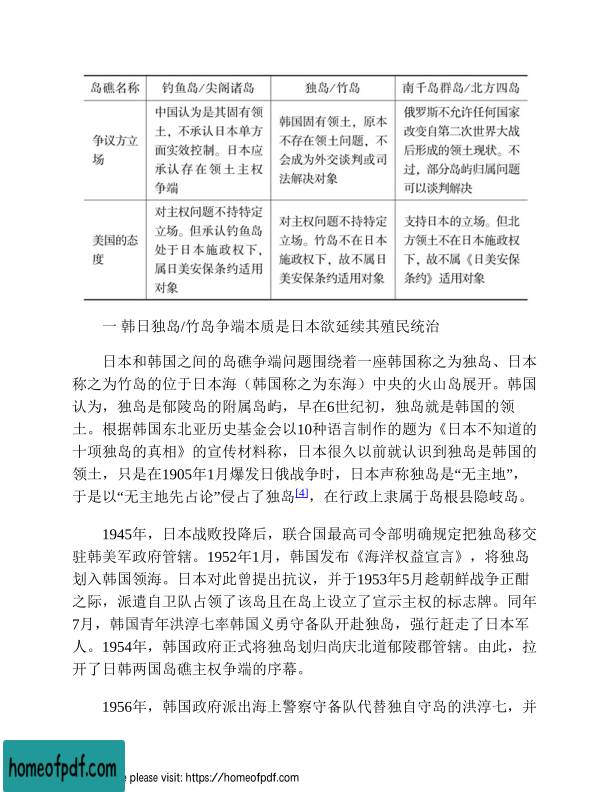 岛礁名称 钓鱼岛/尖阁诸岛 独岛/竹岛 南千岛群岛/北方四岛
争议方立场
中国认为是其固有领
土，不承认日本单方
面实效控制。日本应
承认存在领土主权
争端
韩国固有领土，原本
不存在领土问题，不
会成为外交谈判或司
法解决对象
俄罗斯不允许任何国家
改变自第二次世界大战
后形成的领土现状。不
过，部分岛屿归属问题
可以谈判解决
美国的态度
对主权问题不持特定
立场。但承认钓鱼岛
处于日本施政权下，
属日美安保条约适用
对象
对主权问题不持特定
立场。竹岛不在日本
施政权下，故不属日
美安保条约适用对象
支持日本的立场。但北
方领土不在日本施政权
下，故不属《日美安保
条约》适用对象
一 韩日独岛/竹岛争端本质是日本欲延续其殖民统治
日本和韩国之间的岛礁争端问题围绕着一座韩国称之为独岛、日本
称之为竹岛的位于日本海（韩国称之为东海）中央的火山岛展开。韩国
认为，独岛是郁陵岛的附属岛屿，早在6世纪初，独岛就是韩国的领
土。根据韩国东北亚历史基金会以10种语言制作的题为《日本不知道的
十项独岛的真相》的宣传材料称，日本很久以前就认识到独岛是韩国的
领土，只是在1905年1月爆发日俄战争时，日本声称独岛是“无主地”，
于是以“无主地先占论”侵占了独岛[4]，在行政上隶属于岛根县隐岐岛。
1945年，日本战败投降后，联合国最高司令部明确规定把独岛移交
驻韩美军政府管辖。1952年1月，韩国发布《海洋权益宣言》，将独岛
划入韩国领海。日本对此曾提出抗议，并于1953年5月趁朝鲜战争正酣
之际，派遣自卫队占领了该岛且在岛上设立了宣示主权的标志牌。同年
7月，韩国青年洪淳七率韩国义勇守备队开赴独岛，强行赶走了日本军
人。1954年，韩国政府正式将独岛划归尚庆北道郁陵郡管辖。由此，拉
开了日韩两国岛礁主权争端的序幕。
1956年，韩国政府派出海上警察守备队代替独自守岛的洪淳七，并
homeofpdf.com
e please visit: https://homeofpdf.com